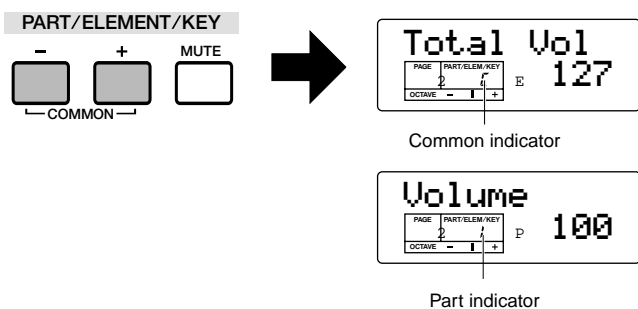 PART/ELEMENT/KEY
– + MUTE
COMMON
Total Vol
PAGE PART/ELEM/KEY
2 C E 127
OCTAVE – +
Common indicator
Volume
PAGE PART/ELEM/KEY
2 1 P 100
OCTAVE – +
Part indicator